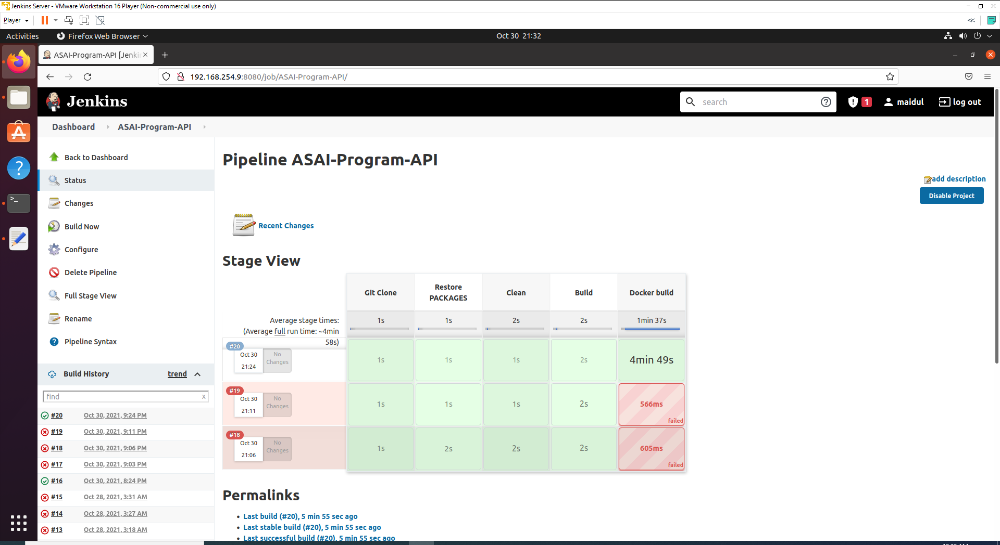 Jenkins Server - VMware Workstation 16 Player (Non-commercial use only)
Player
Activities
Firefox Web Browser
Oct 30 21:32
ASAI-Program-API [Jenki
192.168.254.9:8080/job/ASAI-Program-API/
Jenkins
search
1
maidul
log out
Dashboard
ASAI-Program-API
Back to Dashboard
Status
Changes
Build Now
Configure
Delete Pipeline
Full Stage View
Rename
Pipeline Syntax
Build History
trend
find
x
#20 Oct 30, 2021, 9:24 PM
#19 Oct 30, 2021, 9:11 PM
#18 Oct 30, 2021, 9:06 PM
#17 Oct 30, 2021, 9:03 PM
#16 Oct 30, 2021, 8:24 PM
#15 Oct 28, 2021, 3:31 AM
#14 Oct 28, 2021, 3:27 AM
#13 Oct 28, 2021, 3:18 AM
Pipeline ASAI-Program-API
add description
Disable Project
Recent Changes
Stage View
Git Clone
Restore
PACKAGES
Clean
Build
Docker build
Average stage times:
(Average full run time: ~4min
58s)
1s 1s 2s 2s 1min 37s
#20
Oct 30
21:24
No
Changes
1s 1s 1s 2s 4min 49s
#19
Oct 30
21:11
No
Changes
1s 1s 1s 2s 566ms
failed
#18
Oct 30
21:06
No
Changes
1s 2s 2s 2s 605ms
failed
Permalinks
Last build (#20), 5 min 55 sec ago
Last stable build (#20), 5 min 55 sec ago
Last successful build (#20), 5 min 55 sec ago